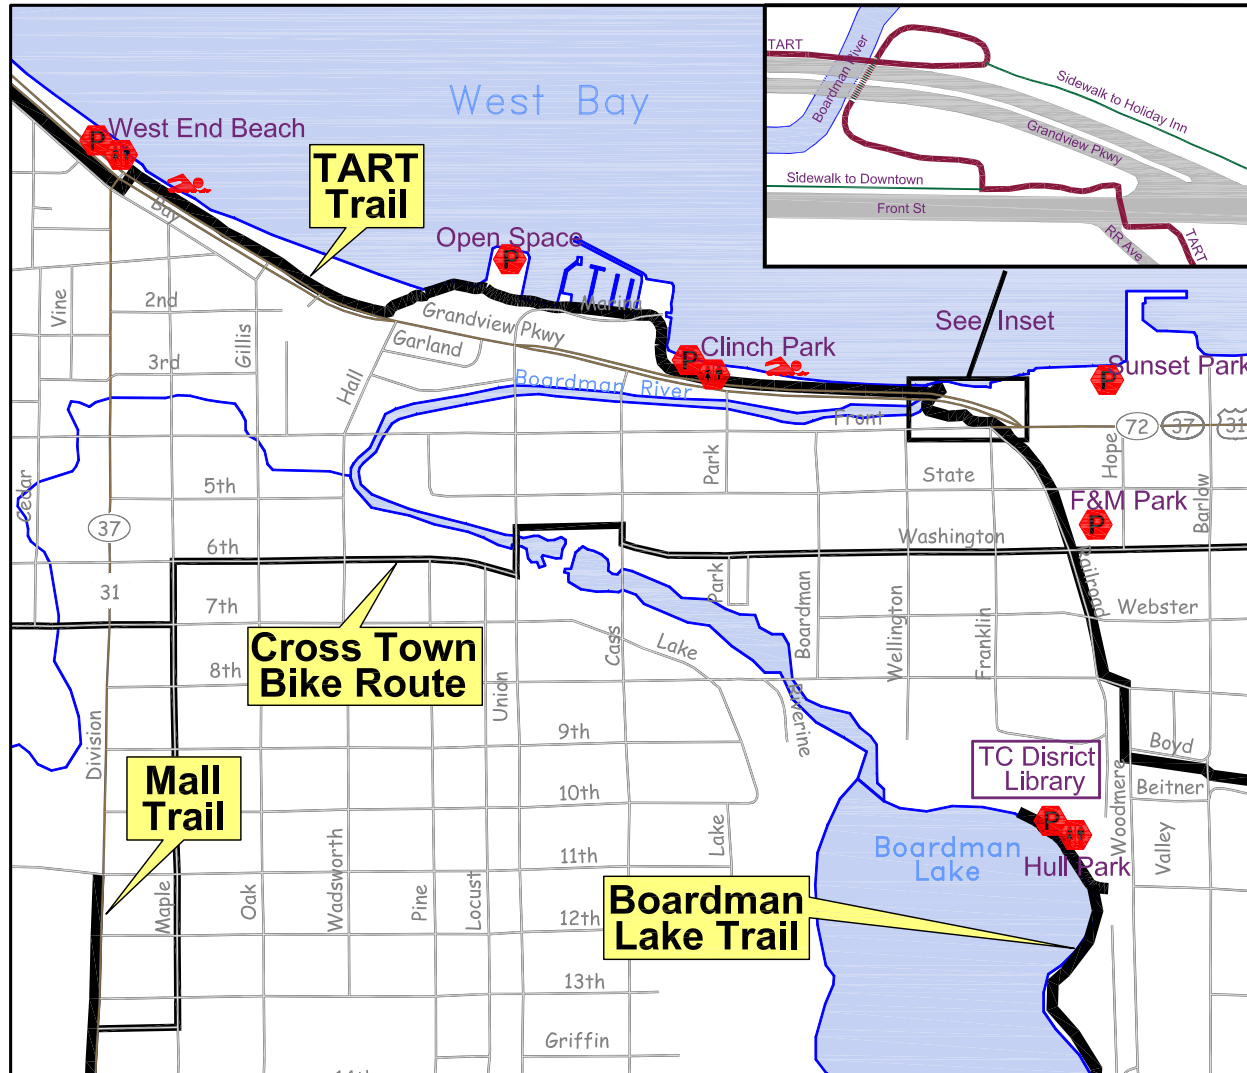 TART
Boardman River
Sidewalk to Holiday Inn
Grandview Pkwy
Sidewalk to Downtown
Front St
RR Ave
TART
West Bay
P
West End Beach
TART
Trail
Bay
Open Space
P
Marina
See Inset
2nd
Vine
Gillis
3rd
Grandview Pkwy
Garland
Hall
Clinch Park
P
Boardman River
Sunset Park
P
Front
72
37
31
Hope
Park
State
Barlow
Cedar
5th
F&M Park
P
37
6th
Washington
31
7th
Park
Boardman
Wellington
Franklin
Railroad
Webster
Cross Town
Bike Route
Cass
Lake
8th
Union
Riverine
9th
Division
Boyd
TC Disrict
Library
Mall
Trail
10th
Woodmere
Beitner
P
Lake
Boardman
Lake
Valley
Hull Park
11th
Maple
Oak
Wadsworth
Pine
Locust
12th
Boardman
Lake Trail
13th
Griffin